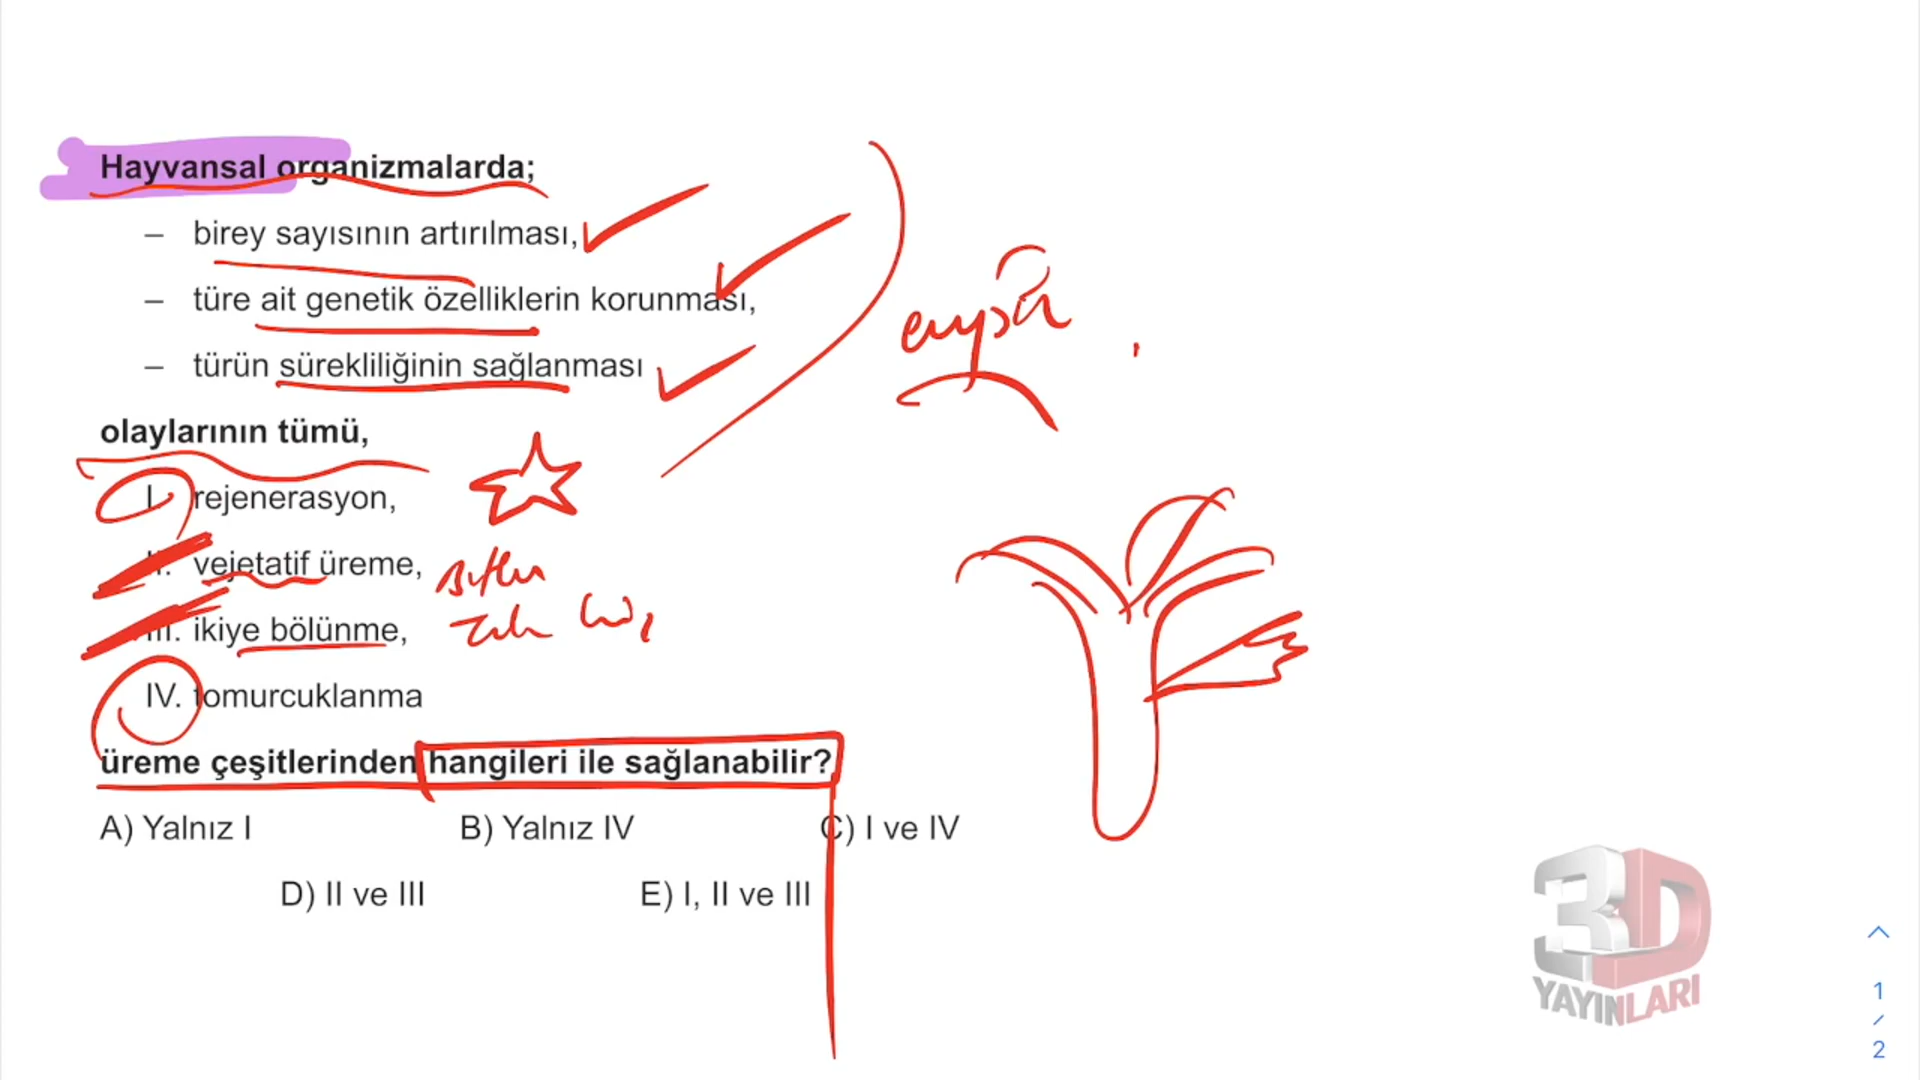 Hayvansal organizmalarda;
– birey sayısının artırılması,
– türe ait genetik özelliklerin korunması,
– türün sürekliliğinin sağlanması
olaylarının tümü,
I. rejenerasyon,
II. vejetatif üreme,
III. ikiye bölünme,
IV. tomurcuklanma
üreme çeşitlerinden hangileri ile sağlanabilir?
A) Yalnız I B) Yalnız IV C) I ve IV
D) II ve III E) I, II ve III
3D
YAYINLARI
1
/
2